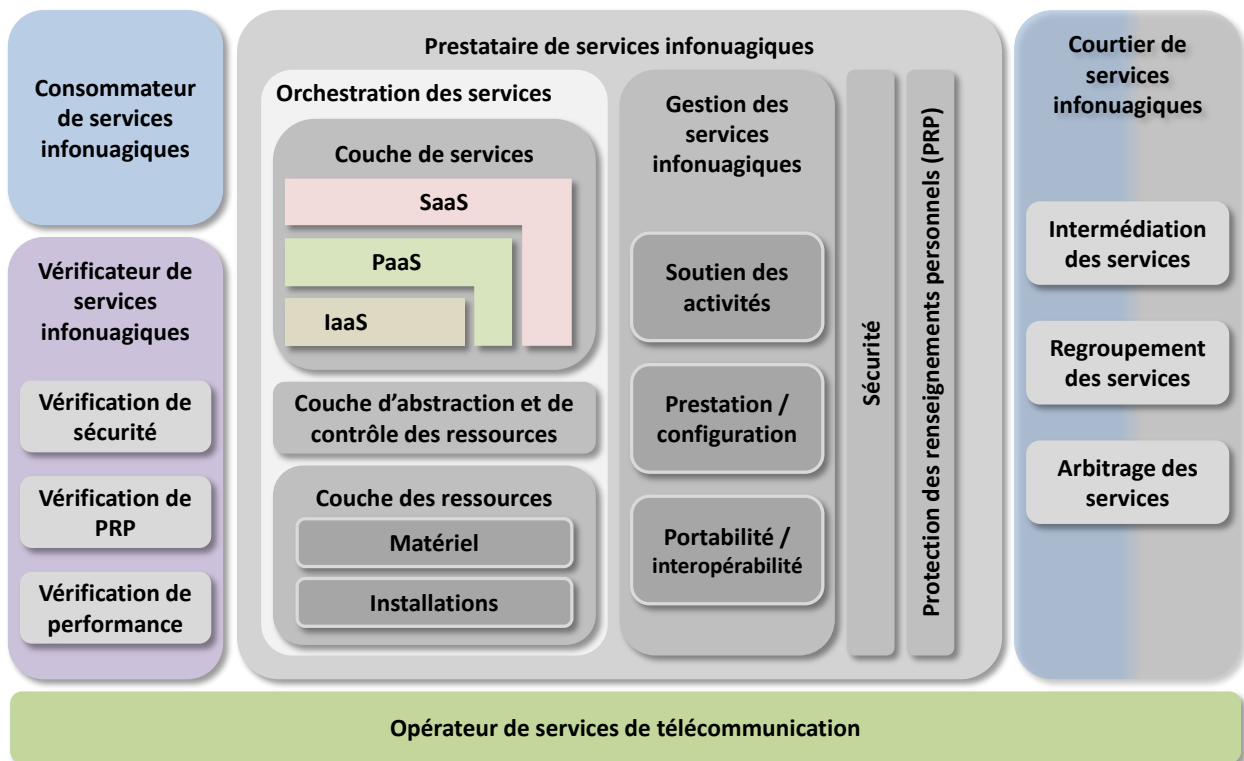 Consommateur
de services
infonuagiques
Vérificateur de
services
infonuagiques
Vérification de
sécurité
Vérification de
PRP
Vérification de
performance
Prestataire de services infonuagiques
Orchestration des services
Couche de services
SaaS
PaaS
IaaS
Couche d’abstraction et de
contrôle des ressources
Couche des ressources
Matériel
Installations
Gestion des
services
infonuagiques
Soutien des
activités
Prestation /
configuration
Portabilité /
interopérabilité
Sécurité
Protection des renseignements personnels (PRP)
Courtier de
services
infonuagiques
Intermédiation
des services
Regroupement
des services
Arbitrage des
services
Opérateur de services de télécommunication